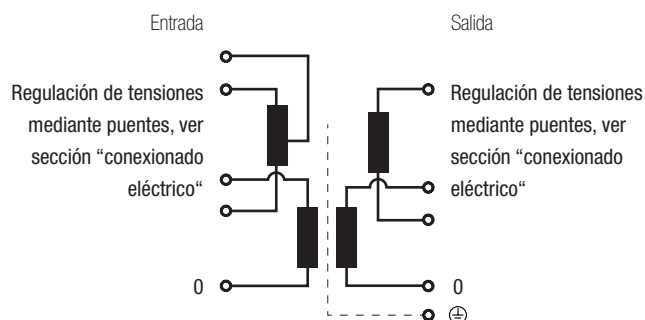 Entrada
Salida
Regulación de tensiones
mediante puentes, ver
sección “conexionado
eléctrico“
Regulación de tensiones
mediante puentes, ver
sección “conexionado
eléctrico“
0
0